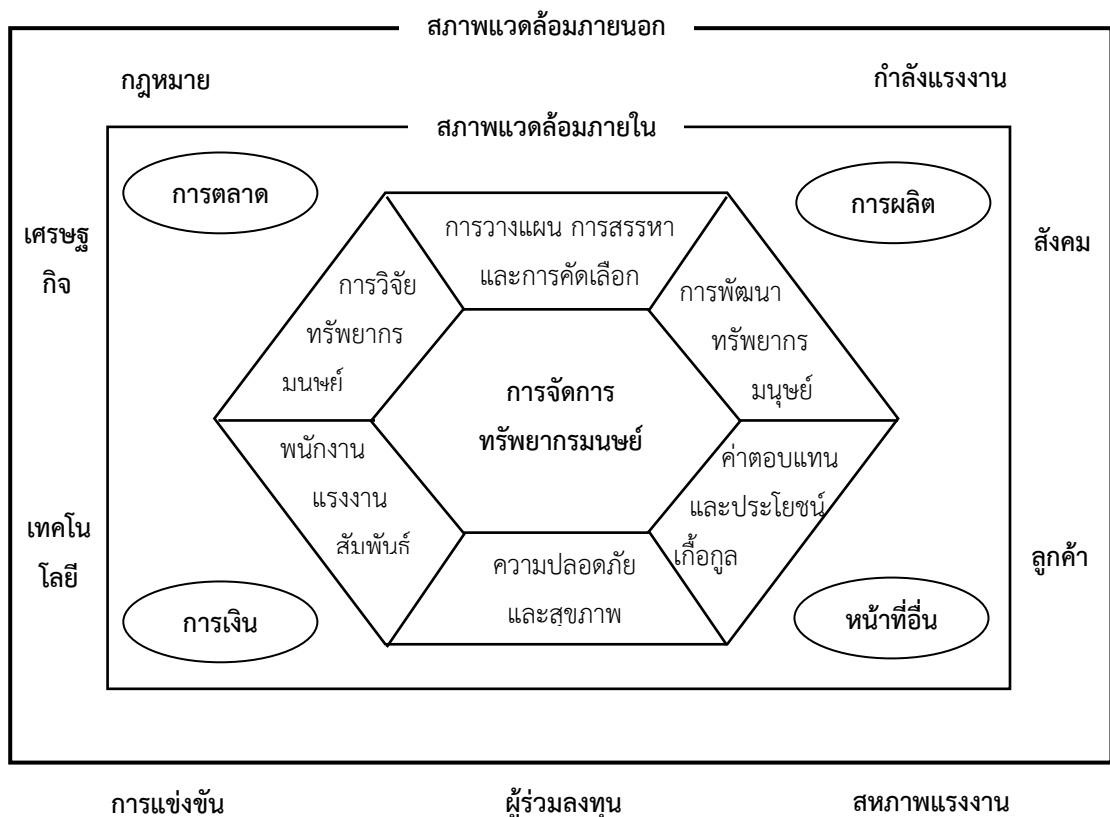 สภาพแวดล้อมภายนอก
กฎหมาย
กำลังแรงงาน
สภาพแวดล้อมภายใน
การตลาด
การผลิต
เศรษฐ
กิจ
สังคม
การวางแผน การสรรหา
และการคัดเลือก
การวิจัย
ทรัพยากร
มนษย์
การพัฒนา
ทรัพยากร
มนุษย์
การจัดการ
ทรัพยากรมนษย์
พนักงาน
แรงงาน
สัมพันธ์
ค่าตอบแทน
และประโยชน์
เกื้อกูล
ความปลอดภัย
และสุขภาพ
เทคโน
โลยี
ลูกค้า
การเงิน
หน้าที่อื่น
การแข่งขัน
ผู้ร่วมลงทุน
สหภาพแรงงาน